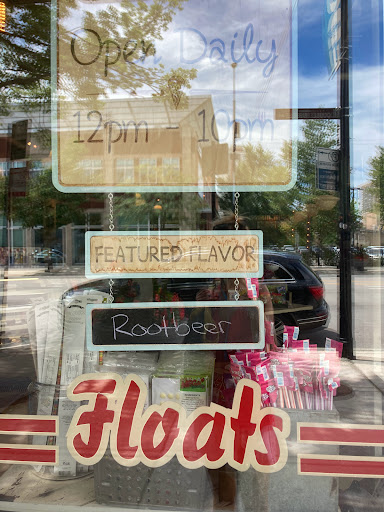 Open Daily
12pm - 10pm
FEATURED FLAVOR
Rootbeer
Floats